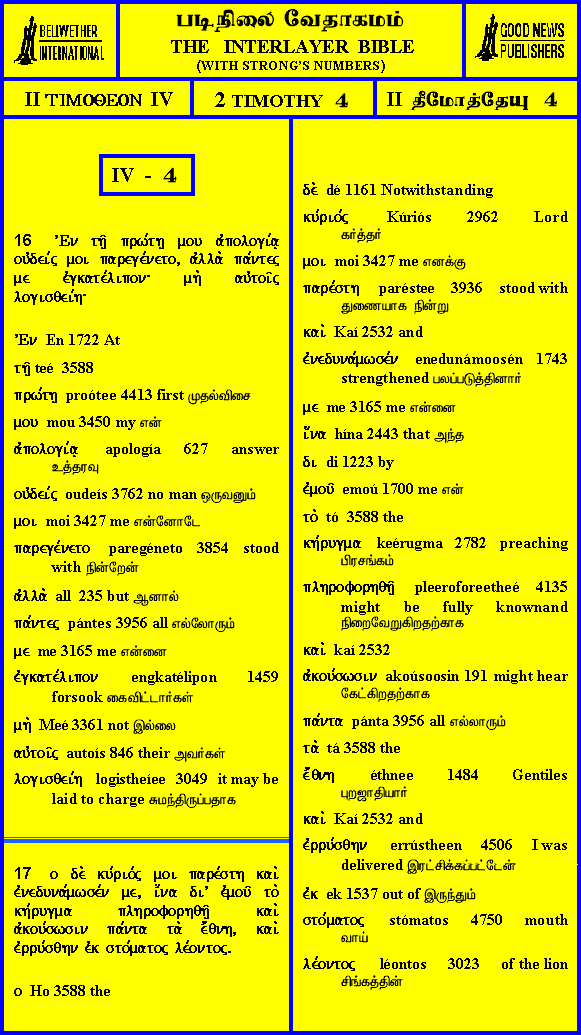 BELLWETHER
INTERNATIONAL
படிநிலை வேதாகமம்
THE INTERLAYER BIBLE
(WITH STRONG'S NUMBERS)
GOOD NEWS
PUBLISHERS
II ΤΙΜΟΘΕΟΝ IV
2 TIMOTHY 4
II தீமோத்தேயு 4
IV - 4
16 Ἐν τῇ πρώτῃ μου ἀπολογίᾳ
οὐδείς μοι παρεγένετο, ἀλλὰ πάντες
με ἐγκατέλιπον· μὴ αὐτοῖς
λογισθείη·
Ἐν En 1722 At
τῇ teé 3588
πρώτῃ proótee 4413 first முதல்விசை
μου mou 3450 my என்
ἀπολογίᾳ apología 627 answer
உத்தரவு
οὐδείς oudeís 3762 no man ஒருவனும்
μοι moi 3427 me என்னோடே
παρεγένετο paregéneto 3854 stood
with நின்றேன்
ἀλλὰ all 235 but ஆனால்
πάντες pántes 3956 all எல்லோரும்
με me 3165 me என்னை
ἐγκατέλιπον engkatélipon 1459
forsook கைவிட்டார்கள்
μὴ Meé 3361 not இல்லை
αὐτοῖς autoís 846 their அவர்கள்
λογισθείη logistheíee 3049 it may be
laid to charge சுமந்திருப்பதாக
17 ο δὲ κύριός μοι παρέστη καὶ
ἐνεδυνάμωσέν με, ἵνα δι' ἐμοῦ τὸ
κήρυγμα πληροφορηθῇ καὶ
ἀκούσωσιν πάντα τὰ ἔθνη, καὶ
ἐρρύσθην ἐκ στόματος λέοντος.
ο Ho 3588 the
δὲ dé 1161 Notwithstanding
κύριός Kúriós 2962 Lord
கர்த்தர்
μοι moi 3427 me எனக்கு
παρέστη paréstee 3936 stood with
துணையாக நின்று
καὶ Kaí 2532 and
ἐνεδυνάμωσέν enedunámoosén 1743
strengthened பலப்படுத்தினார்
με me 3165 me என்னை
ἵνα hína 2443 that அந்த
δι di 1223 by
ἐμοῦ emoú 1700 me என்
τὸ tó 3588 the
κήρυγμα keérugma 2782 preaching
பிரசங்கம்
πληροφορηθῇ pleeroforeetheé 4135
might be fully knownand
நிறைவேறுகிறதற்காக
καὶ kaí 2532
ἀκούσωσιν akoúsoosin 191 might hear
கேட்கிறதற்காக
πάντα pánta 3956 all எல்லாரும்
τὰ tá 3588 the
ἔθνη éthnee 1484 Gentiles
புறஜாதியார்
καὶ Kaí 2532 and
ἐρρύσθην errústheen 4506 I was
delivered இரட்சிக்கப்பட்டேன்
ἐκ ek 1537 out of இருந்தும்
στόματος stómatos 4750 mouth
வாய்
λέοντος léontos 3023 of the lion
சிங்கத்தின்